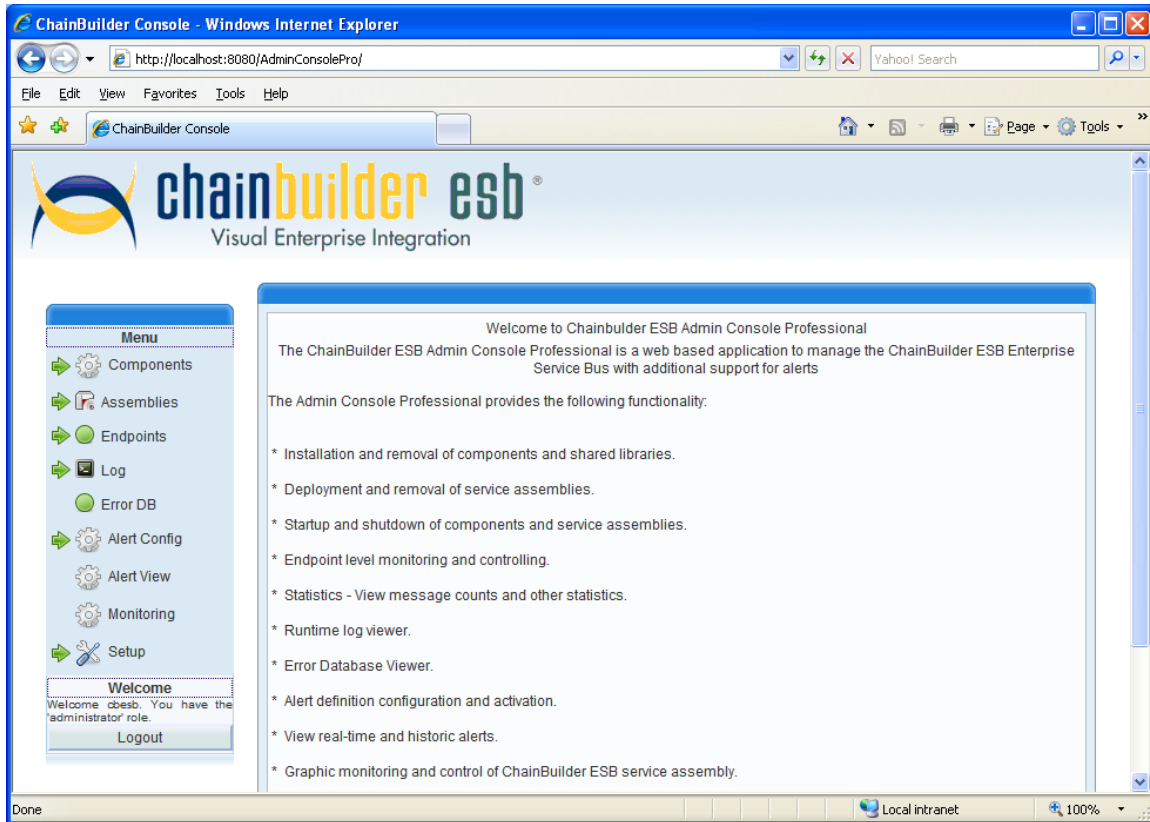 ChainBuilder Console - Windows Internet Explorer
http://localhost:8080/AdminConsolePro/
Yahoo! Search
File Edit View Favorites Tools Help
ChainBuilder Console
Page Tools »
chainbuilder esb ®
Visual Enterprise Integration
Menu
Components
Assemblies
Endpoints
Log
Error DB
Alert Config
Alert View
Monitoring
Setup
Welcome
Welcome cbesb. You have the
'administrator' role.
Logout
Welcome to Chainbulder ESB Admin Console Professional
The ChainBuilder ESB Admin Console Professional is a web based application to manage the ChainBuilder ESB Enterprise
Service Bus with additional support for alerts
The Admin Console Professional provides the following functionality:
* Installation and removal of components and shared libraries.
* Deployment and removal of service assemblies.
* Startup and shutdown of components and service assemblies.
* Endpoint level monitoring and controlling.
* Statistics - View message counts and other statistics.
* Runtime log viewer.
* Error Database Viewer.
* Alert definition configuration and activation.
* View real-time and historic alerts.
* Graphic monitoring and control of ChainBuilder ESB service assembly.
Done
Local intranet
100%